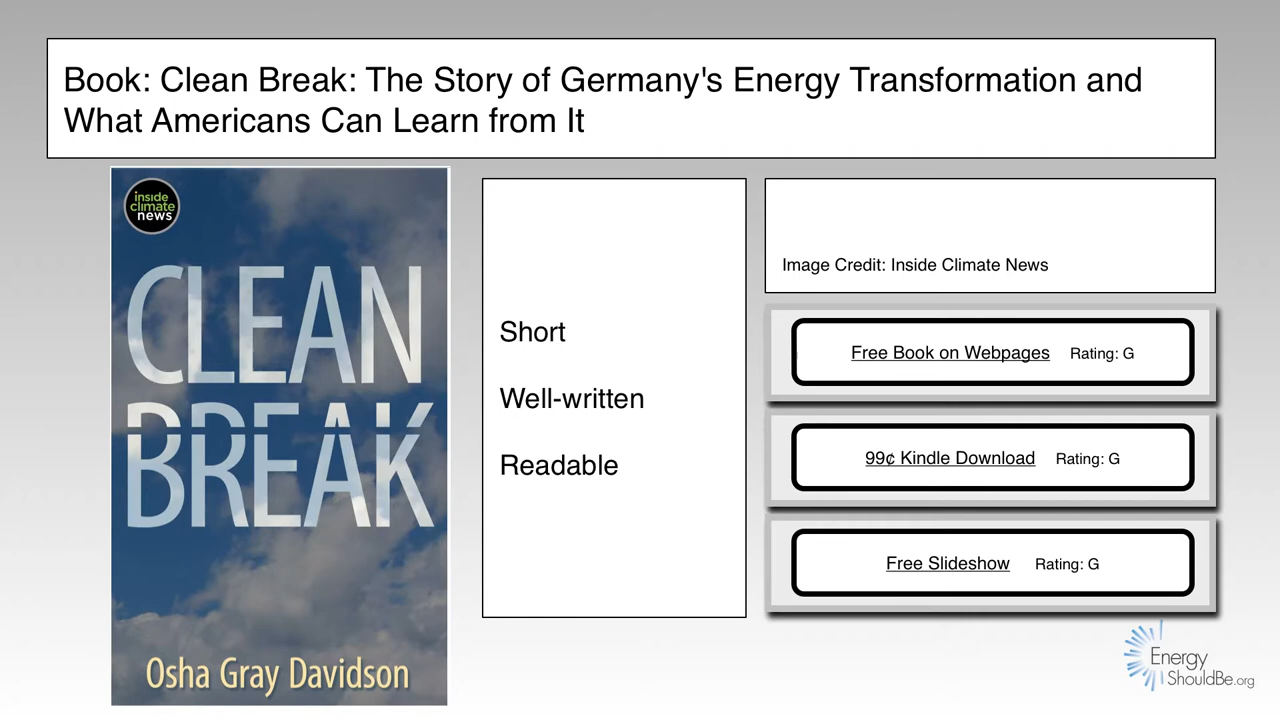 Book: Clean Break: The Story of Germany's Energy Transformation and
What Americans Can Learn from It
inside
climate
news
CLEAN
BREAK
Osha Gray Davidson
Short
Well-written
Readable
Image Credit: Inside Climate News
Free Book on Webpages Rating: G
99¢ Kindle Download Rating: G
Free Slideshow Rating: G
Energy
ShouldBe.org